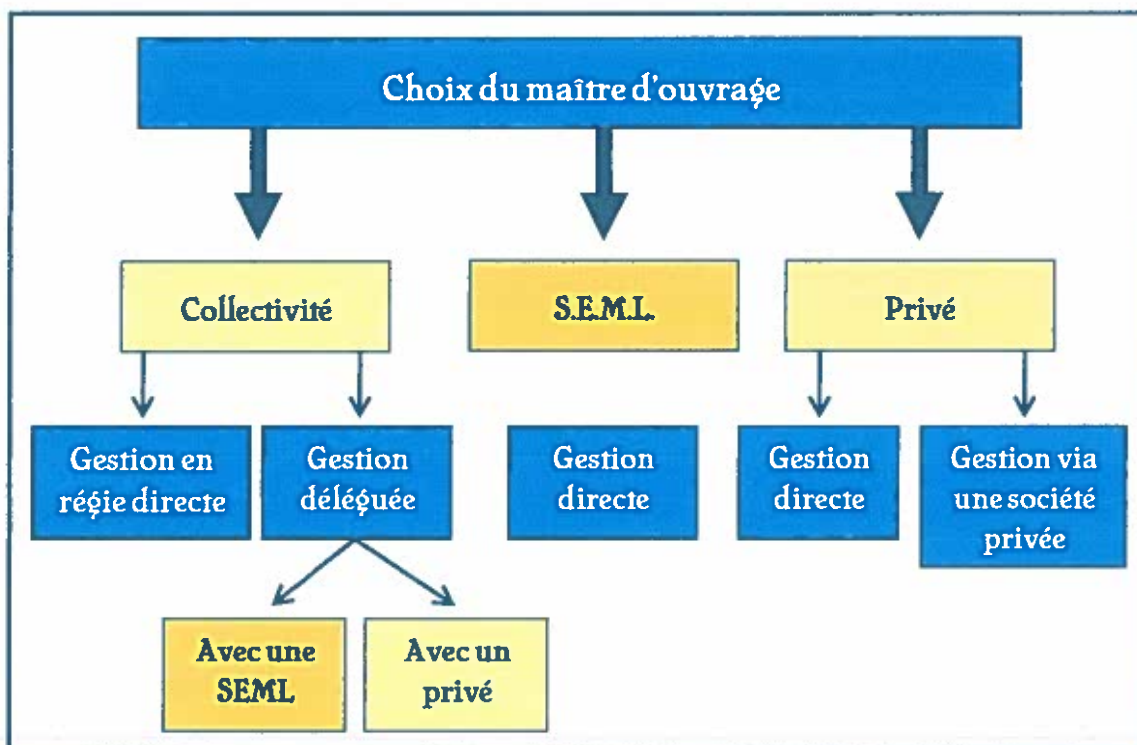 Choix du maître d'ouvrage
Collectivité
S.E.M.L.
Privé
Gestion en
régie directe
Gestion
déléguée
Gestion
directe
Gestion
directe
Gestion via
une société
privée
Avec une
SEML
Avec un
privé